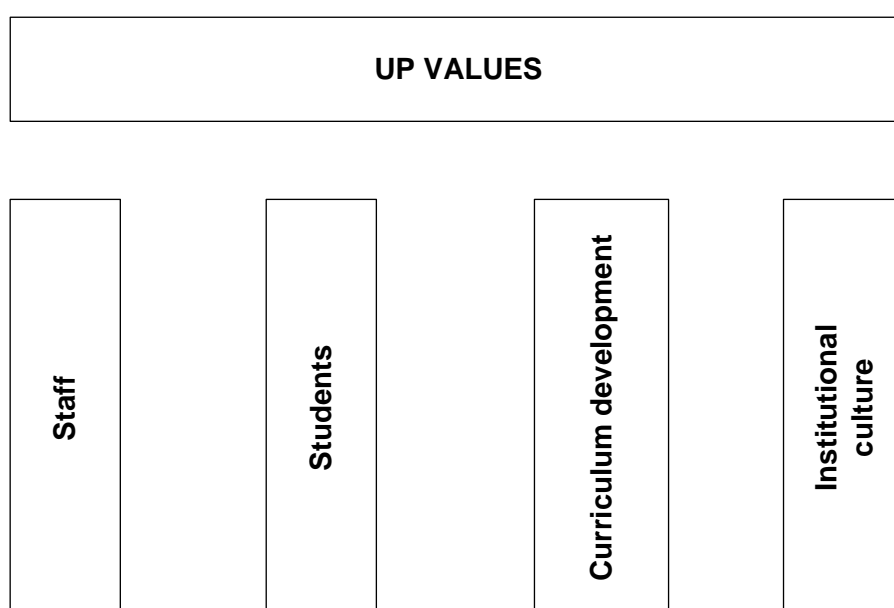 UP VALUES
Staff
Students
Curriculum development
Institutional
culture